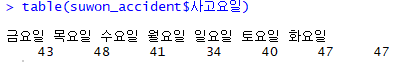 > table(suwon_accident$사고요일)
금요일 목요일 수요일 월요일 일요일 토요일 화요일
43 48 41 34 40 47 47